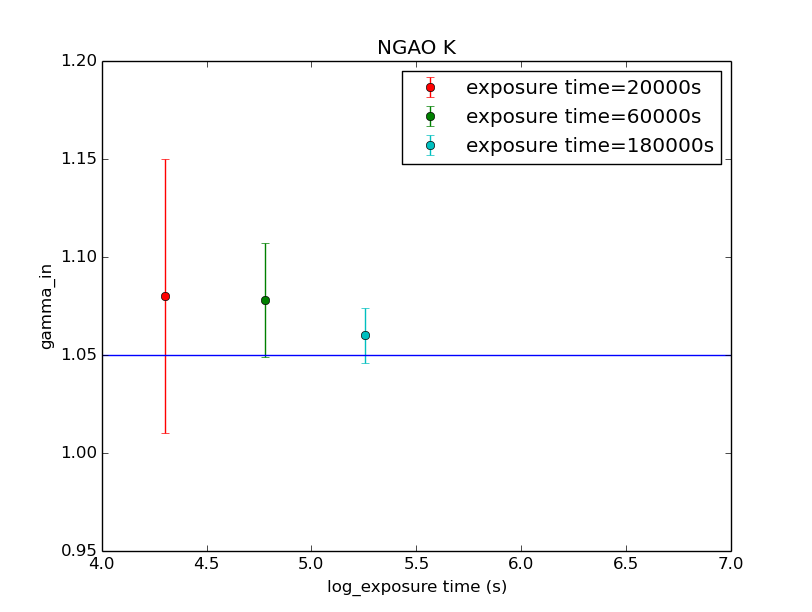 NGAO K
exposure time=20000s
exposure time=60000s
exposure time=180000s
gamma_in
1.20
1.15
1.10
1.05
1.00
0.95
4.0 4.5 5.0 5.5 6.0 6.5 7.0
log_exposure time (s)